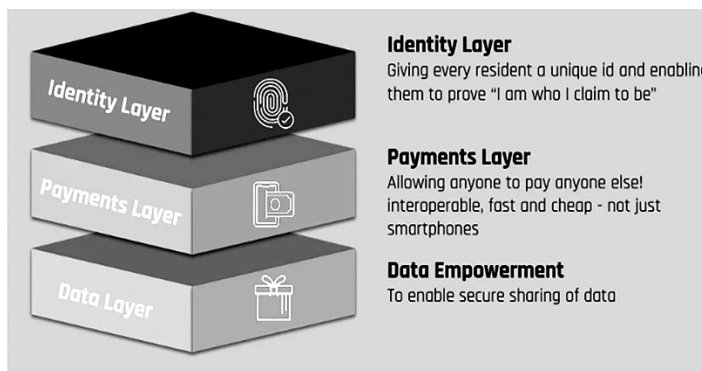 Identity Layer
Payments Layer
Data Layer
Identity Layer
Giving every resident a unique id and enablin
them to prove "I am who I claim to be"
Payments Layer
Allowing anyone to pay anyone else!
interoperable, fast and cheap - not just
smartphones
Data Empowerment
To enable secure sharing of data